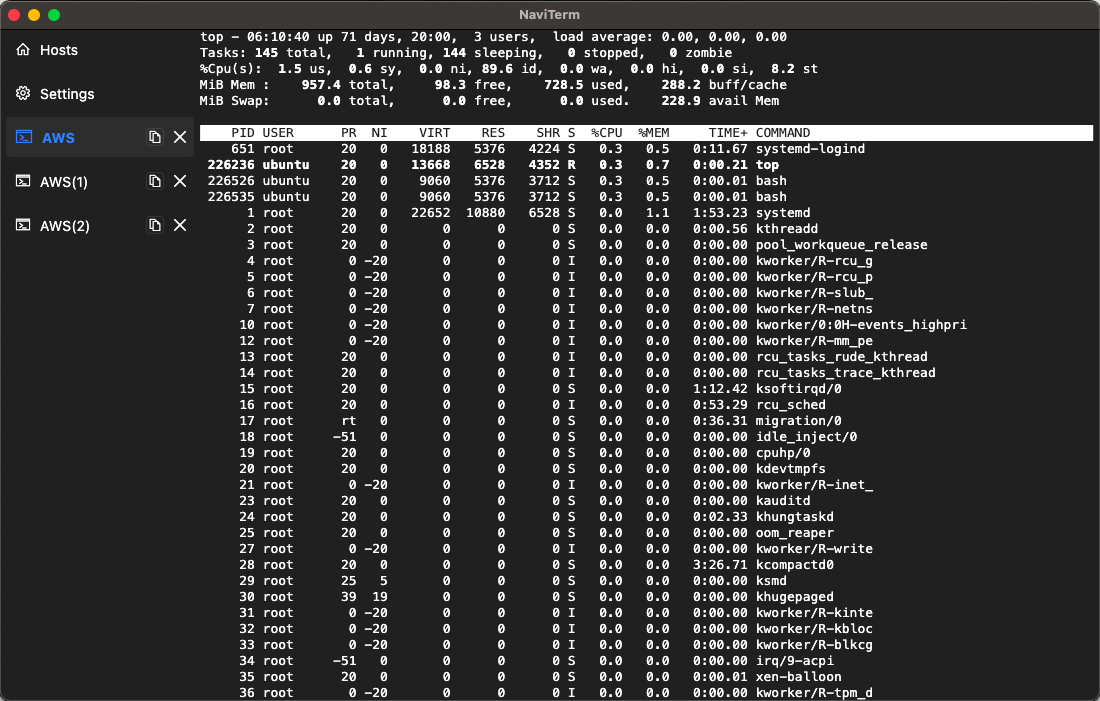 NaviTerm
Hosts
Settings
AWS
AWS(1)
AWS(2)
top - 06:10:40 up 71 days, 20:00,  3 users,  load average: 0.00, 0.00, 0.00
Tasks: 145 total,   1 running, 144 sleeping,   0 stopped,   0 zombie
%Cpu(s):  1.5 us,  0.6 sy,  0.0 ni, 89.6 id,  0.0 wa,  0.0 hi,  0.0 si,  8.2 st
MiB Mem :    957.4 total,     98.3 free,    728.5 used,    288.2 buff/cache
MiB Swap:      0.0 total,      0.0 free,      0.0 used.    228.9 avail Mem
PID USER      PR  NI    VIRT    RES    SHR S  %CPU  %MEM     TIME+ COMMAND
651 root      20   0   18188   5376   4224 S   0.3   0.5   0:11.67 systemd-logind
226236 ubuntu    20   0   13668   6528   4352 R   0.3   0.7   0:00.21 top
226526 ubuntu    20   0    9060   5376   3712 S   0.3   0.5   0:00.01 bash
226535 ubuntu    20   0    9060   5376   3712 S   0.3   0.5   0:00.01 bash
1 root      20   0   22652  10880   6528 S   0.0   1.1   1:53.23 systemd
2 root      20   0       0      0      0 S   0.0   0.0   0:00.56 kthreadd
3 root      20   0       0      0      0 S   0.0   0.0   0:00.00 pool_workqueue_release
4 root       0 -20       0      0      0 I   0.0   0.0   0:00.00 kworker/R-rcu_g
5 root       0 -20       0      0      0 I   0.0   0.0   0:00.00 kworker/R-rcu_p
6 root       0 -20       0      0      0 I   0.0   0.0   0:00.00 kworker/R-slub_
7 root       0 -20       0      0      0 I   0.0   0.0   0:00.00 kworker/R-netns
10 root       0 -20       0      0      0 I   0.0   0.0   0:00.00 kworker/0:0H-events_highpri
12 root       0 -20       0      0      0 I   0.0   0.0   0:00.00 kworker/R-mm_pe
13 root      20   0       0      0      0 I   0.0   0.0   0:00.00 rcu_tasks_rude_kthread
14 root      20   0       0      0      0 I   0.0   0.0   0:00.00 rcu_tasks_trace_kthread
15 root      20   0       0      0      0 S   0.0   0.0   1:12.42 ksoftirqd/0
16 root      20   0       0      0      0 I   0.0   0.0   0:53.29 rcu_sched
17 root      rt   0       0      0      0 S   0.0   0.0   0:36.31 migration/0
18 root     -51   0       0      0      0 S   0.0   0.0   0:00.00 idle_inject/0
19 root      20   0       0      0      0 S   0.0   0.0   0:00.00 cpuhp/0
20 root      20   0       0      0      0 S   0.0   0.0   0:00.00 kdevtmpfs
21 root       0 -20       0      0      0 I   0.0   0.0   0:00.00 kworker/R-inet_
23 root      20   0       0      0      0 S   0.0   0.0   0:00.00 kauditd
24 root      20   0       0      0      0 S   0.0   0.0   0:02.33 khungtaskd
25 root      20   0       0      0      0 S   0.0   0.0   0:00.00 oom_reaper
27 root       0 -20       0      0      0 I   0.0   0.0   0:00.00 kworker/R-write
28 root      20   0       0      0      0 S   0.0   0.0   3:26.71 kcompactd0
29 root      25   5       0      0      0 S   0.0   0.0   0:00.00 ksmd
30 root      39  19       0      0      0 S   0.0   0.0   0:00.00 khugepaged
31 root       0 -20       0      0      0 I   0.0   0.0   0:00.00 kworker/R-kinte
32 root       0 -20       0      0      0 I   0.0   0.0   0:00.00 kworker/R-kbloc
33 root       0 -20       0      0      0 I   0.0   0.0   0:00.00 kworker/R-blkcg
34 root     -51   0       0      0      0 S   0.0   0.0   0:00.00 irq/9-acpi
35 root      20   0       0      0      0 S   0.0   0.0   0:00.01 xen-balloon
36 root       0 -20       0      0      0 I   0.0   0.0   0:00.00 kworker/R-tpm_d